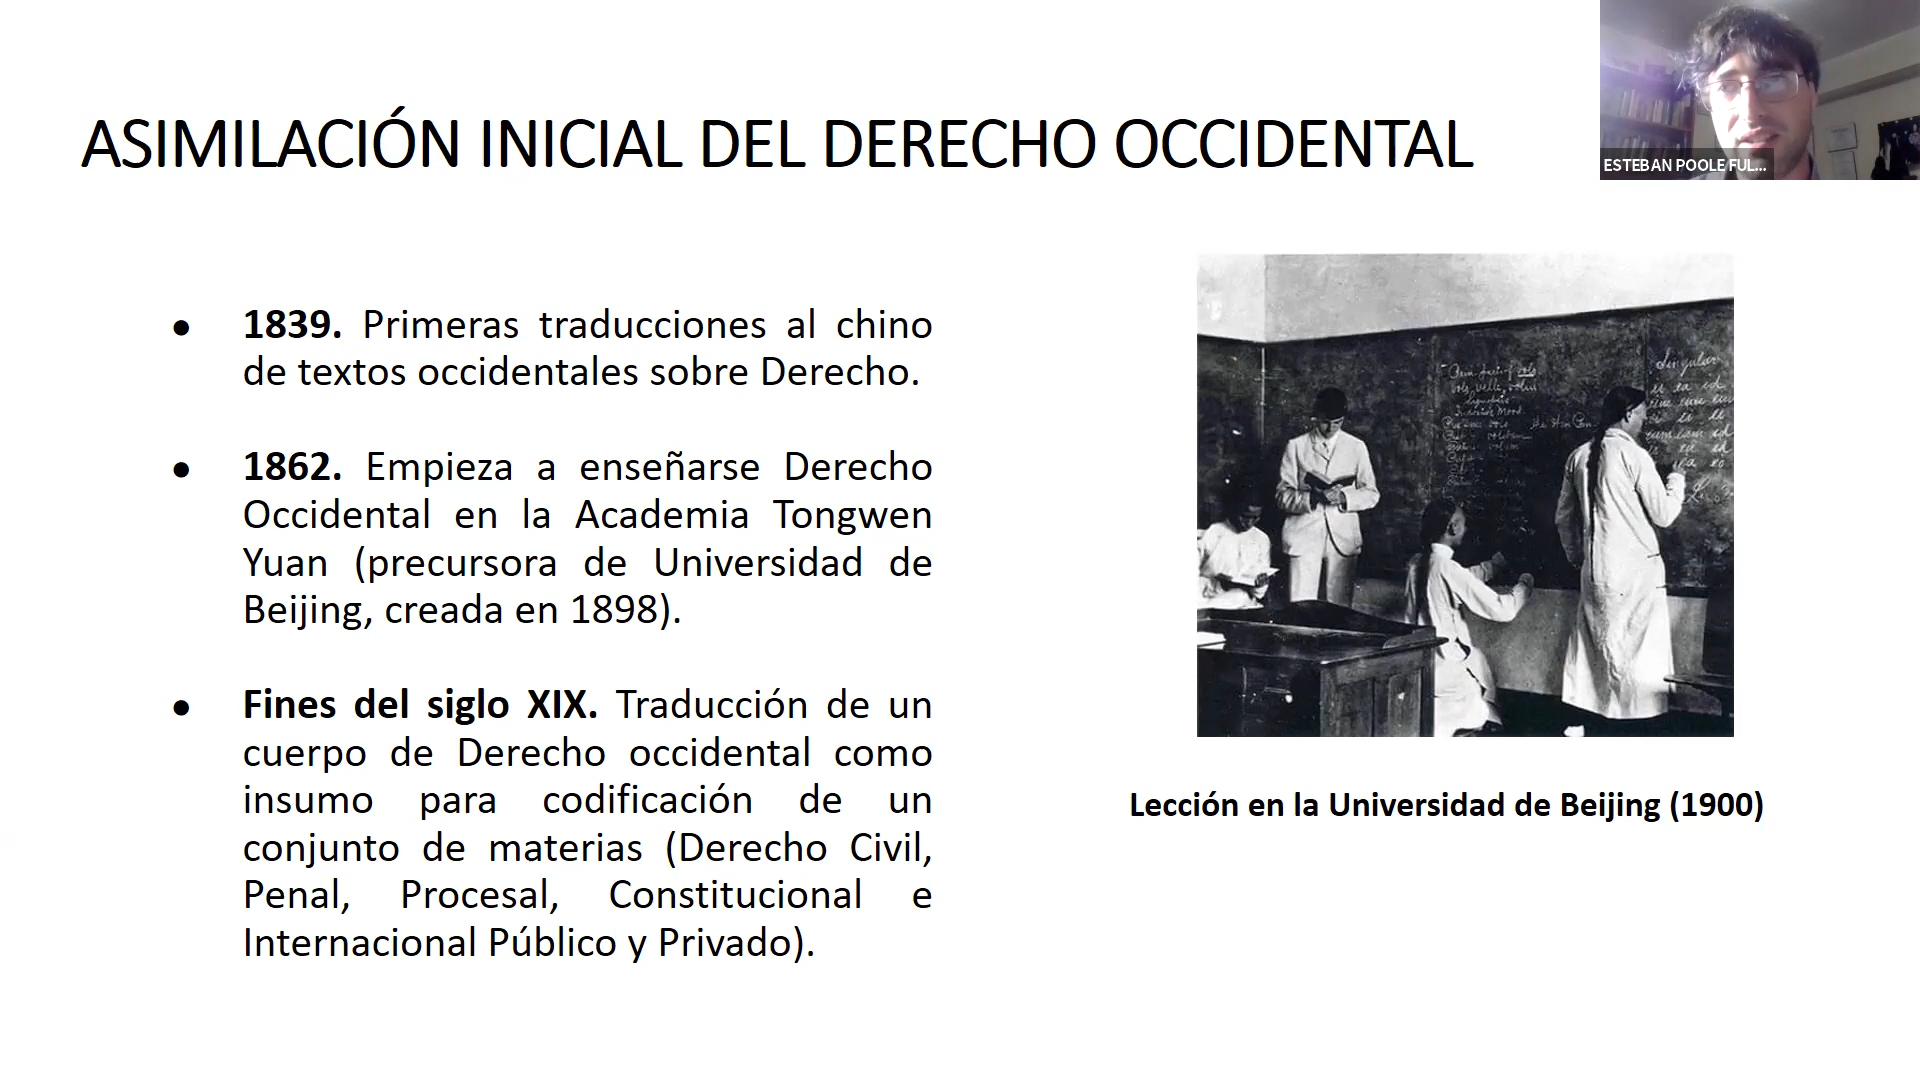 ASIMILACIÓN INICIAL DEL DERECHO OCCIDENTAL
ESTEBAN POOLE FUL...
● 1839. Primeras traducciones al chino
de textos occidentales sobre Derecho.
● 1862. Empieza a enseñarse Derecho
Occidental en la Academia Tongwen
Yuan (precursora de Universidad de
Beijing, creada en 1898).
● Fines del siglo XIX. Traducción de un
cuerpo de Derecho occidental como
insumo para codificación de un
conjunto de materias (Derecho Civil,
Penal, Procesal, Constitucional e
Internacional Público y Privado).
Singular
Lección en la Universidad de Beijing (1900)